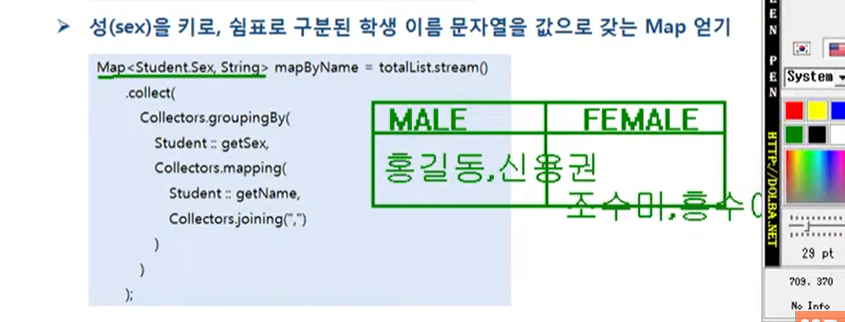 ➤ 성(sex)을 키로, 쉼표로 구분된 학생 이름 문자열을 값으로 갖는 Map 얻기
Map<Student.Sex, String> mapByName = totalList.stream()
.collect(
Collectors.groupingBy(
Student :: getSex,
Collectors.mapping(
Student :: getName,
Collectors.joining(",")
)
)
);
MALE FEMALE
홍길동,신용권
조수미,홍수
EEN PEN
HTTP://DOLBA.NET
System
29 pt
709. 370
No Info